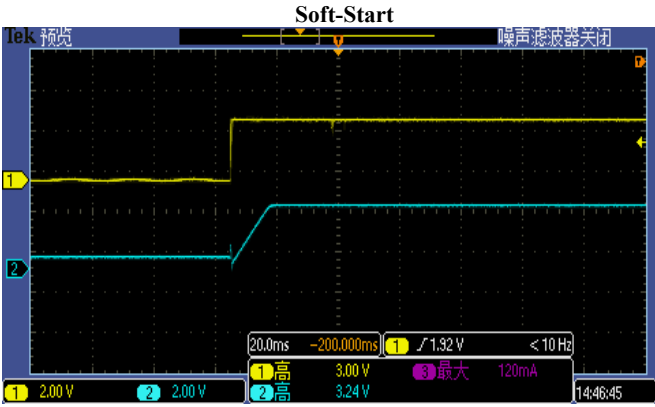 Soft-Start
Tek 预览 噪声滤波器关闭
T
T
1
2
20.0ms -200.000ms 1 1.92 V < 10 Hz
1 高 3.00 V 3 最大 120mA
1 2.00 V 2 2.00 V 2 高 3.24 V 14:46:45